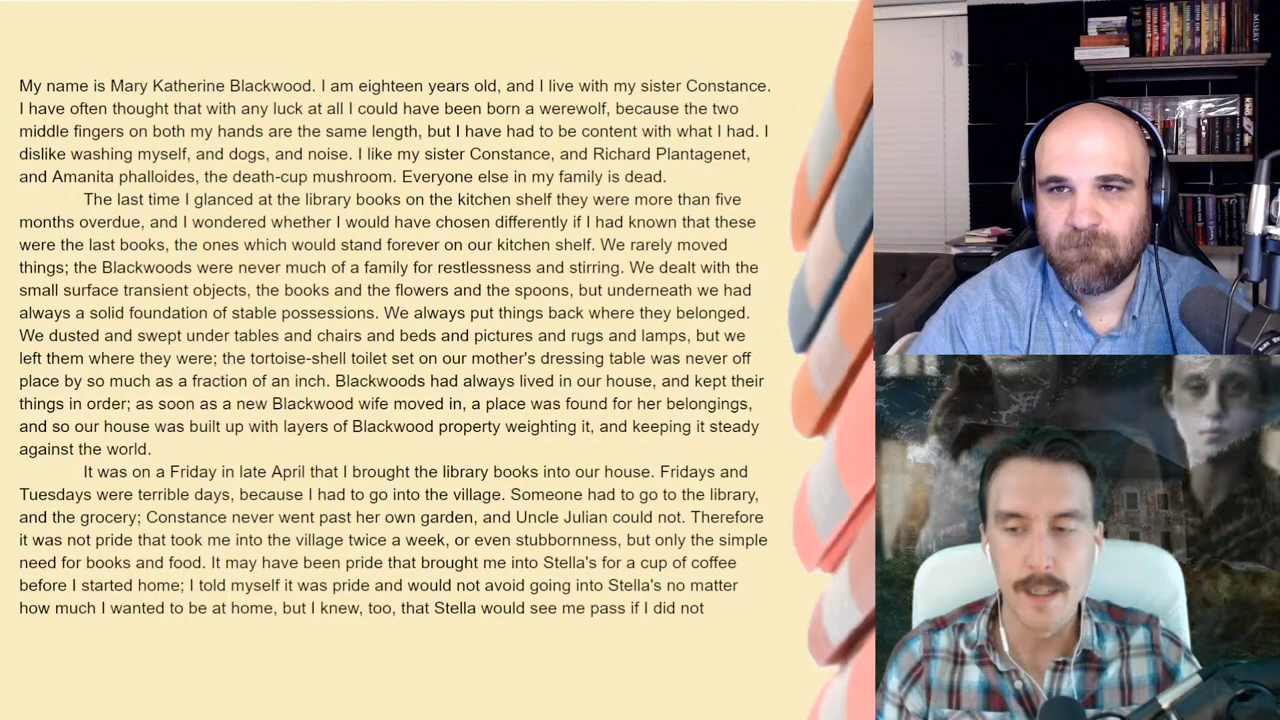 My name is Mary Katherine Blackwood. I am eighteen years old, and I live with my sister Constance.
I have often thought that with any luck at all I could have been born a werewolf, because the two
middle fingers on both my hands are the same length, but I have had to be content with what I had. I
dislike washing myself, and dogs, and noise. I like my sister Constance, and Richard Plantagenet,
and Amanita phalloides, the death-cup mushroom. Everyone else in my family is dead.
The last time I glanced at the library books on the kitchen shelf they were more than five
months overdue, and I wondered whether I would have chosen differently if I had known that these
were the last books, the ones which would stand forever on our kitchen shelf. We rarely moved
things; the Blackwoods were never much of a family for restlessness and stirring. We dealt with the
small surface transient objects, the books and the flowers and the spoons, but underneath we had
always a solid foundation of stable possessions. We always put things back where they belonged.
We dusted and swept under tables and chairs and beds and pictures and rugs and lamps, but we
left them where they were; the tortoise-shell toilet set on our mother's dressing table was never off
place by so much as a fraction of an inch. Blackwoods had always lived in our house, and kept their
things in order; as soon as a new Blackwood wife moved in, a place was found for her belongings,
and so our house was built up with layers of Blackwood property weighting it, and keeping it steady
against the world.
It was on a Friday in late April that I brought the library books into our house. Fridays and
Tuesdays were terrible days, because I had to go into the village. Someone had to go to the library,
and the grocery; Constance never went past her own garden, and Uncle Julian could not. Therefore
it was not pride that took me into the village twice a week, or even stubbornness, but only the simple
need for books and food. It may have been pride that brought me into Stella's for a cup of coffee
before I started home; I told myself it was pride and would not avoid going into Stella's no matter
how much I wanted to be at home, but I knew, too, that Stella would see me pass if I did not
MISERY
KING